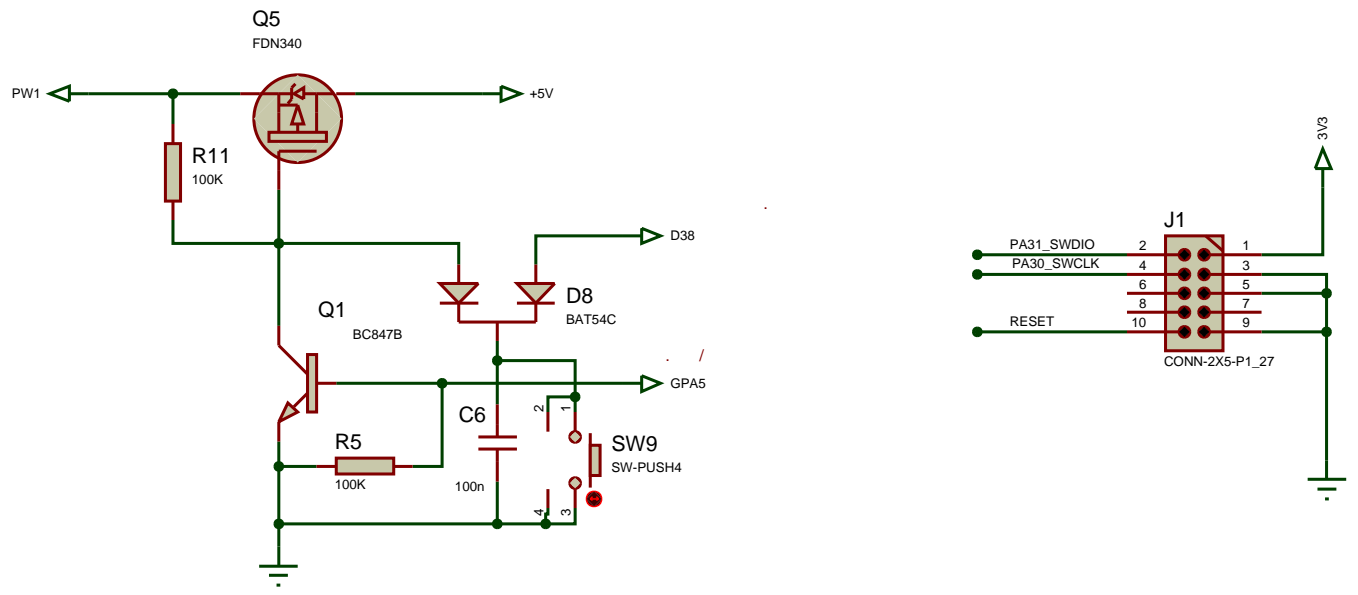 Q5
FDN340
PW1
+5V
R11
100K
D38
Q1
BC847B
D8
BAT54C
GPA5
C6
100n
2
1
SW9
SW-PUSH4
4
3
R5
100K
3V3
J1
PA31_SWDIO
2
1
PA30_SWCLK
4
3
6
5
8
7
RESET
10
9
CONN-2X5-P1_27